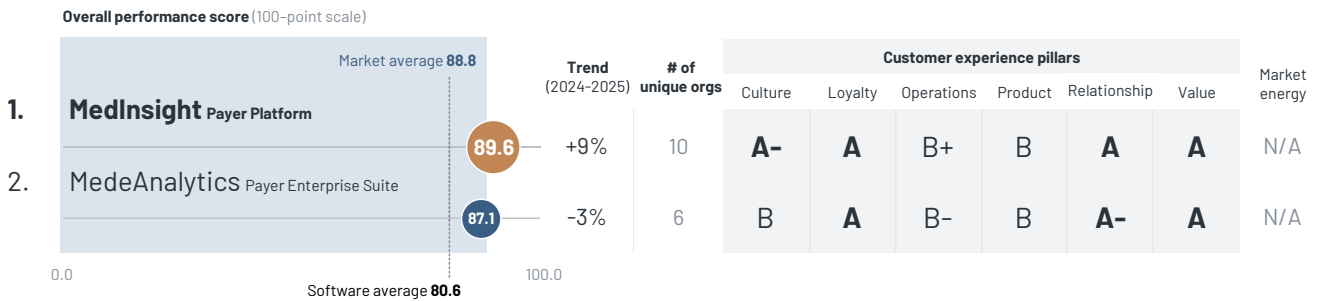 Overall performance score (100-point scale)
Market average 88.8
Trend
(2024-2025)
# of
unique orgs
Customer experience pillars
Culture Loyalty Operations Product Relationship Value
Market
energy
1. MedInsight Payer Platform
89.6 +9% 10 A- A B+ B A A N/A
2. MedeAnalytics Payer Enterprise Suite
87.1 -3% 6 B A B- B A- A N/A
0.0 100.0
Software average 80.6